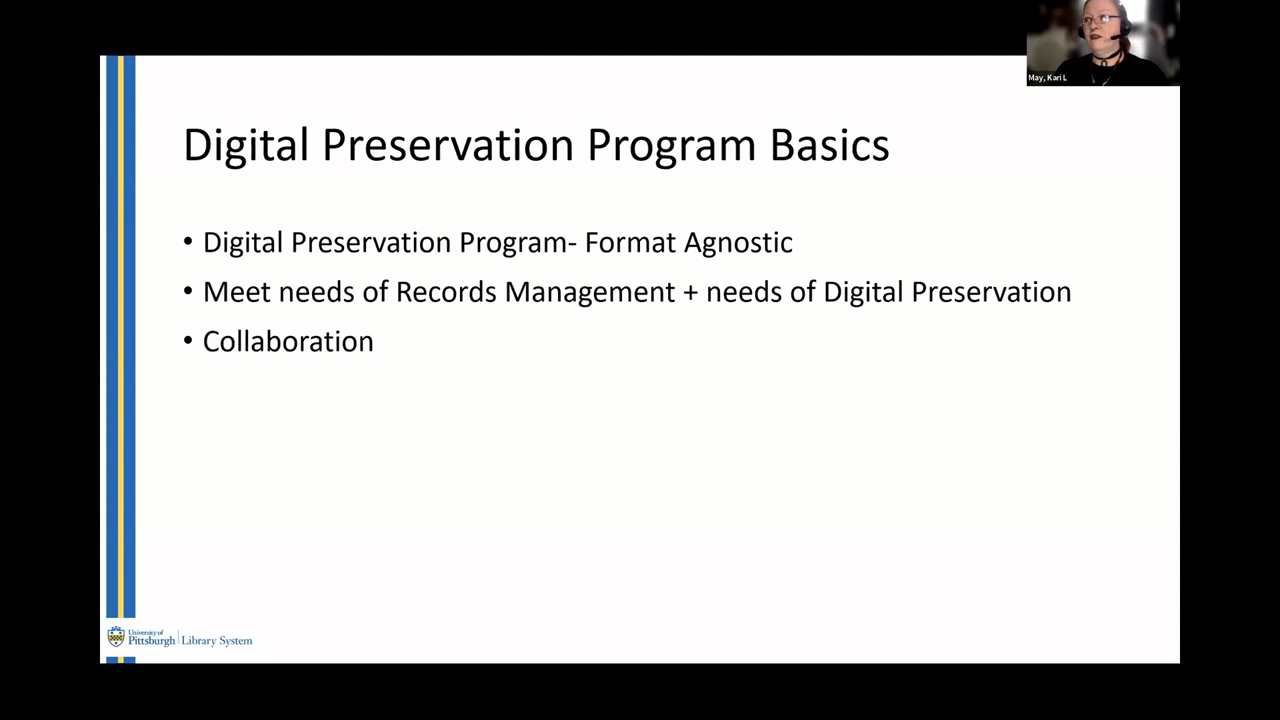 May, Kari L
Digital Preservation Program Basics
• Digital Preservation Program- Format Agnostic
• Meet needs of Records Management + needs of Digital Preservation
• Collaboration
University of
Pittsburgh | Library System